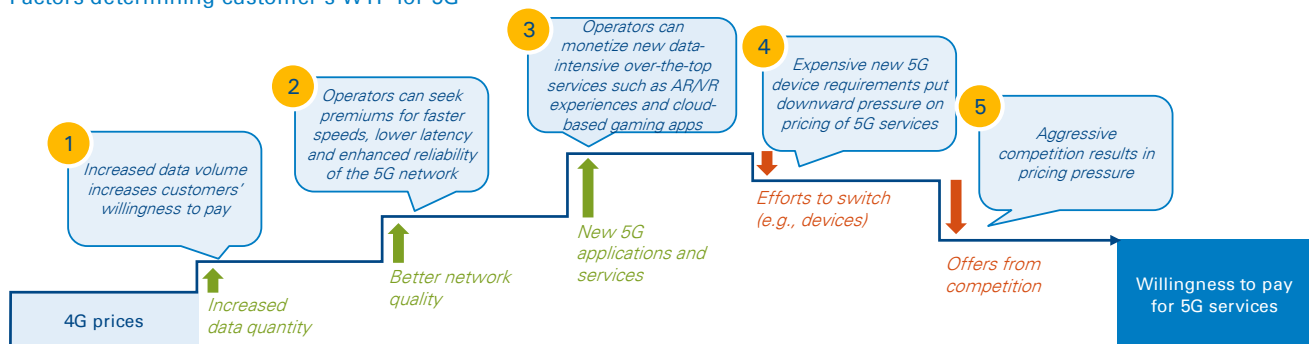 Factors determining customer's WTP for 5G
1
Increased data volume
increases customers'
willingness to pay
2
Operators can seek
premiums for faster
speeds, lower latency
and enhanced reliability
of the 5G network
3
Operators can
monetize new data-
intensive over-the-top
services such as AR/VR
experiences and cloud-
based gaming apps
4
Expensive new 5G
device requirements put
downward pressure on
pricing of 5G services
5
Aggressive
competition results in
pricing pressure
4G prices
Increased
data quantity
Better network
quality
New 5G
applications and
services
Efforts to switch
(e.g., devices)
Offers from
competition
Willingness to pay
for 5G services